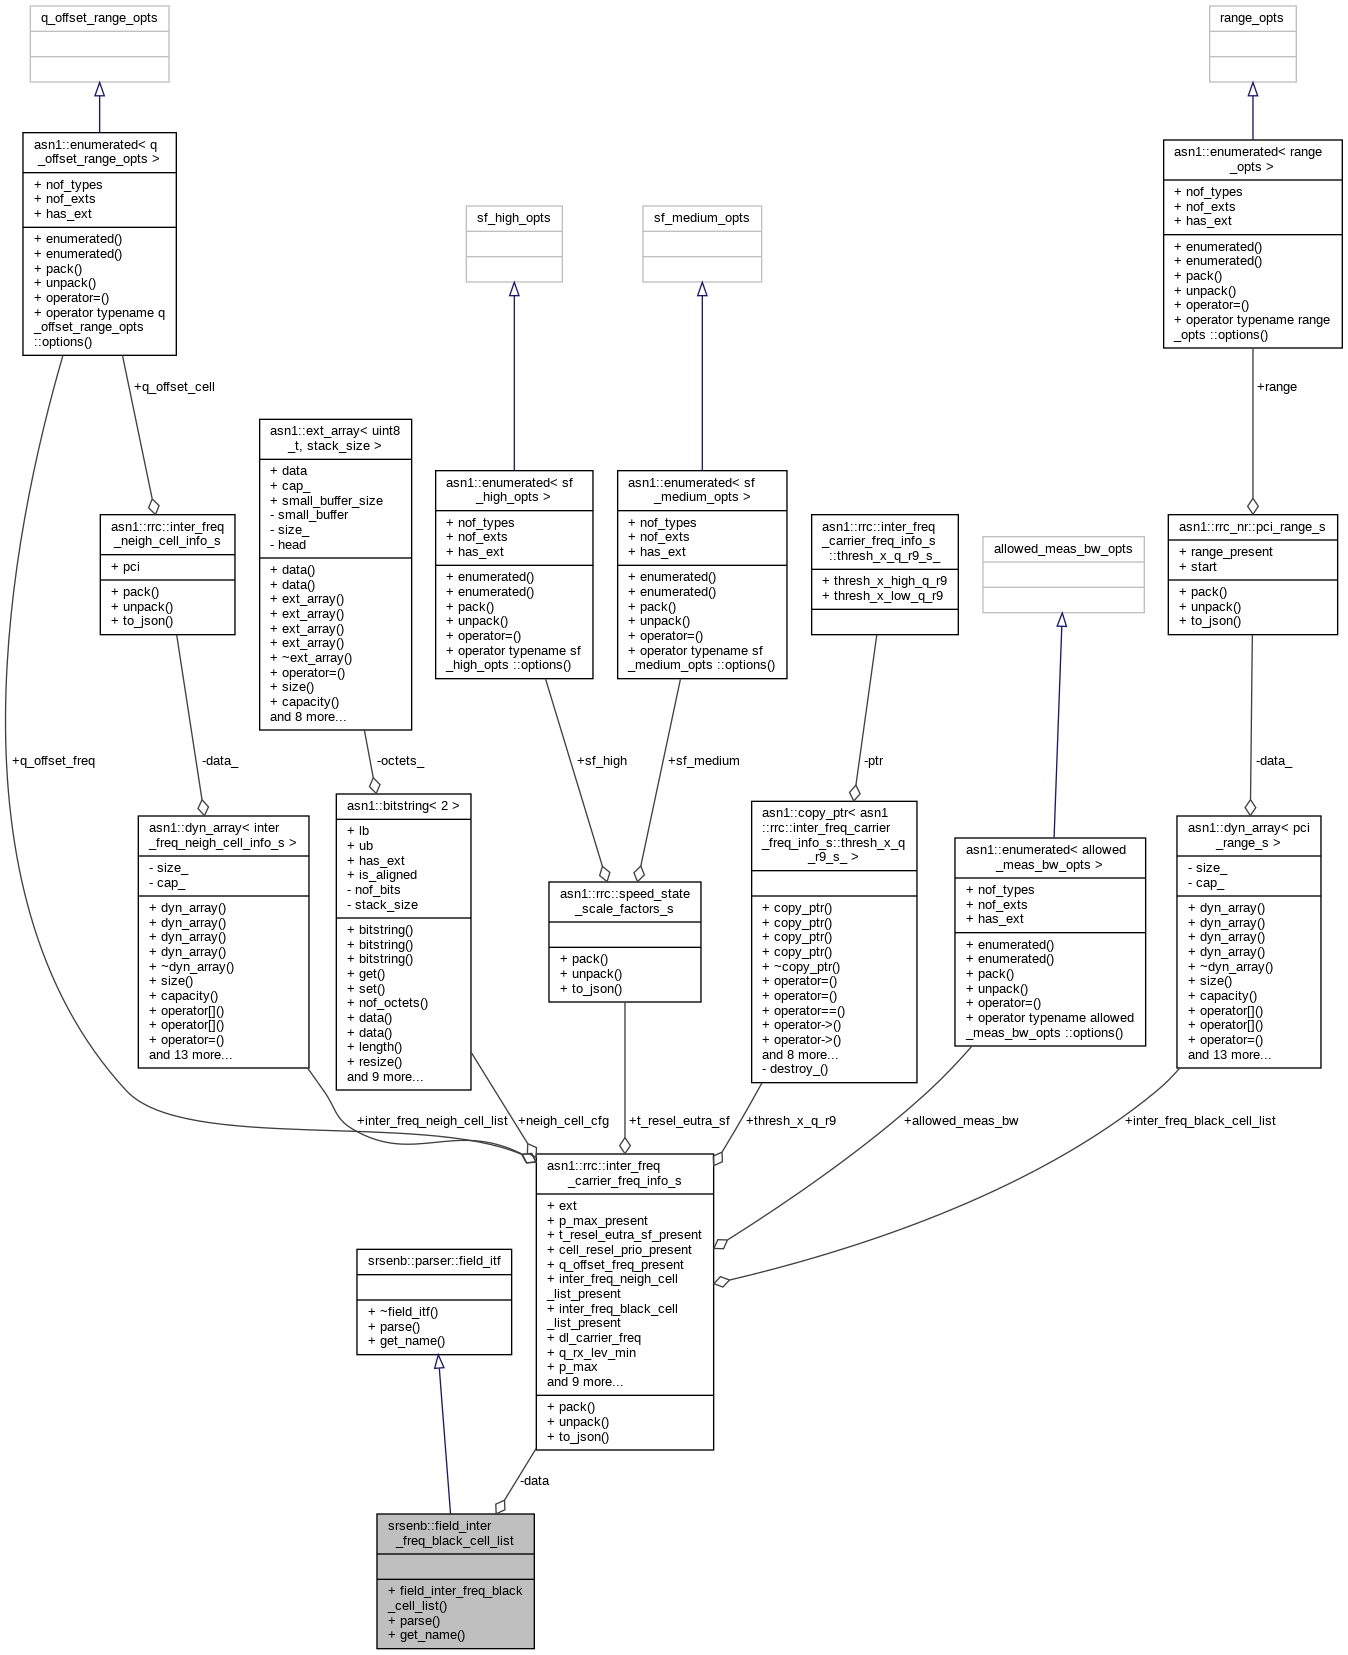 q_offset_range_opts
range_opts
asn1::enumerated< q
_offset_range_opts >
+ nof_types
+ nof_exts
+ has_ext
+ enumerated()
+ enumerated()
+ pack()
+ unpack()
+ operator=()
+ operator typename q
_offset_range_opts
::options()
asn1::enumerated< range
_opts >
+ nof_types
+ nof_exts
+ has_ext
+ enumerated()
+ enumerated()
+ pack()
+ unpack()
+ operator=()
+ operator typename range
_opts ::options()
sf_high_opts
sf_medium_opts
+q_offset_cell
+range
asn1::ext_array< uint8
_t, stack_size >
+ data
+ cap_
+ small_buffer_size
- small_buffer
- size_
- head
+ data()
+ data()
+ ext_array()
+ ext_array()
+ ext_array()
+ ext_array()
+ ~ext_array()
+ operator=()
+ size()
+ capacity()
and 8 more...
asn1::enumerated< sf
_high_opts >
+ nof_types
+ nof_exts
+ has_ext
+ enumerated()
+ enumerated()
+ pack()
+ unpack()
+ operator=()
+ operator typename sf
_high_opts ::options()
asn1::enumerated< sf
_medium_opts >
+ nof_types
+ nof_exts
+ has_ext
+ enumerated()
+ enumerated()
+ pack()
+ unpack()
+ operator=()
+ operator typename sf
_medium_opts ::options()
asn1::rrc::inter_freq
_neigh_cell_info_s
+ pci
+ pack()
+ unpack()
+ to_json()
asn1::rrc::inter_freq
_carrier_freq_info_s
::thresh_x_q_r9_s_
+ thresh_x_high_q_r9
+ thresh_x_low_q_r9
allowed_meas_bw_opts
asn1::rrc_nr::pci_range_s
+ range_present
+ start
+ pack()
+ unpack()
+ to_json()
+q_offset_freq
-data_
-octets_
+sf_high
+sf_medium
-ptr
-data_
asn1::dyn_array< inter
_freq_neigh_cell_info_s >
- size_
- cap_
+ dyn_array()
+ dyn_array()
+ dyn_array()
+ dyn_array()
+ ~dyn_array()
+ size()
+ capacity()
+ operator[]()
+ operator[]()
+ operator=()
and 13 more...
asn1::bitstring< 2 >
+ lb
+ ub
+ has_ext
+ is_aligned
- nof_bits
- stack_size
+ bitstring()
+ bitstring()
+ bitstring()
+ get()
+ set()
+ nof_octets()
+ data()
+ data()
+ length()
+ resize()
and 9 more...
asn1::rrc::speed_state
_scale_factors_s
+ pack()
+ unpack()
+ to_json()
asn1::copy_ptr< asn1
::rrc::inter_freq_carrier
_freq_info_s::thresh_x_q
_r9_s_ >
+ copy_ptr()
+ copy_ptr()
+ copy_ptr()
+ copy_ptr()
+ ~copy_ptr()
+ operator=()
+ operator=()
+ operator==()
+ operator->()
+ operator->()
and 8 more...
- destroy_()
asn1::enumerated< allowed
_meas_bw_opts >
+ nof_types
+ nof_exts
+ has_ext
+ enumerated()
+ enumerated()
+ pack()
+ unpack()
+ operator=()
+ operator typename allowed
_meas_bw_opts ::options()
asn1::dyn_array< pci
_range_s >
- size_
- cap_
+ dyn_array()
+ dyn_array()
+ dyn_array()
+ dyn_array()
+ ~dyn_array()
+ size()
+ capacity()
+ operator[]()
+ operator[]()
+ operator=()
and 13 more...
+inter_freq_neigh_cell_list
+neigh_cell_cfg
+t_resel_eutra_sf
+thresh_x_q_r9
+allowed_meas_bw
+inter_freq_black_cell_list
asn1::rrc::inter_freq
_carrier_freq_info_s
+ ext
+ p_max_present
+ t_resel_eutra_sf_present
+ cell_resel_prio_present
+ q_offset_freq_present
+ inter_freq_neigh_cell
_list_present
+ inter_freq_black_cell
_list_present
+ dl_carrier_freq
+ q_rx_lev_min
+ p_max
and 9 more...
+ pack()
+ unpack()
+ to_json()
srsenb::parser::field_itf
+ ~field_itf()
+ parse()
+ get_name()
-data
srsenb::field_inter
_freq_black_cell_list
+ field_inter_freq_black
_cell_list()
+ parse()
+ get_name()